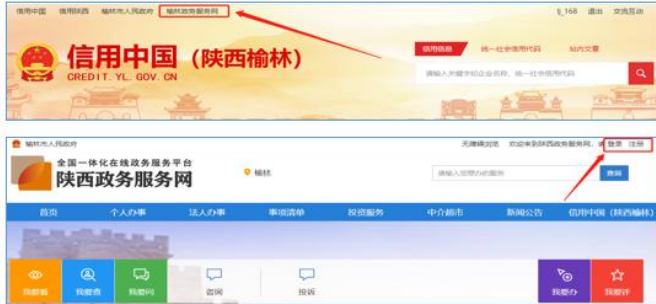 信用中国 信用陕西 榆林市人民政府 榆林政务服务网
_168 退出 交流互动
信用中国（陕西榆林）
CREDIT. YL. GOV. CN
信用信息 统一社会信用代码 站内文章
请输入关键字如企业名称、统一社会信用代码
榆林市人民政府
无障碍浏览 欢迎来到陕西政务服务网，请 登录 注册
全国一体化在线政务服务平台
陕西政务服务网
榆林
请输入您想办的服务
查询
首页 个人办事 法人办事 事项清单 投资服务 中介超市 新闻公告 信用中国（陕西榆林）
我要看 我要查 我要问 咨询 投诉 我要办 我要评